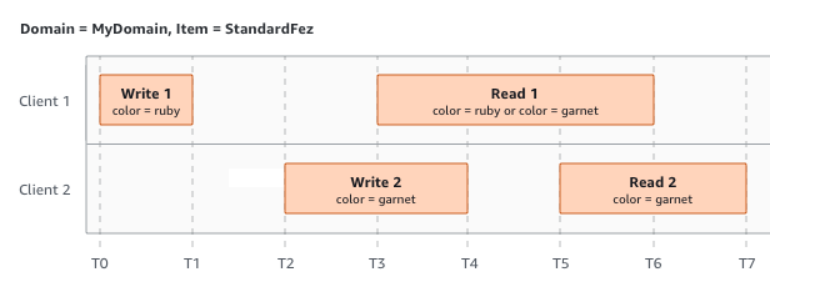 Domain = MyDomain, Item = StandardFez
Client 1
Write 1
color = ruby
Read 1
color = ruby or color = garnet
Client 2
Write 2
color = garnet
Read 2
color = garnet
T0 T1 T2 T3 T4 T5 T6 T7